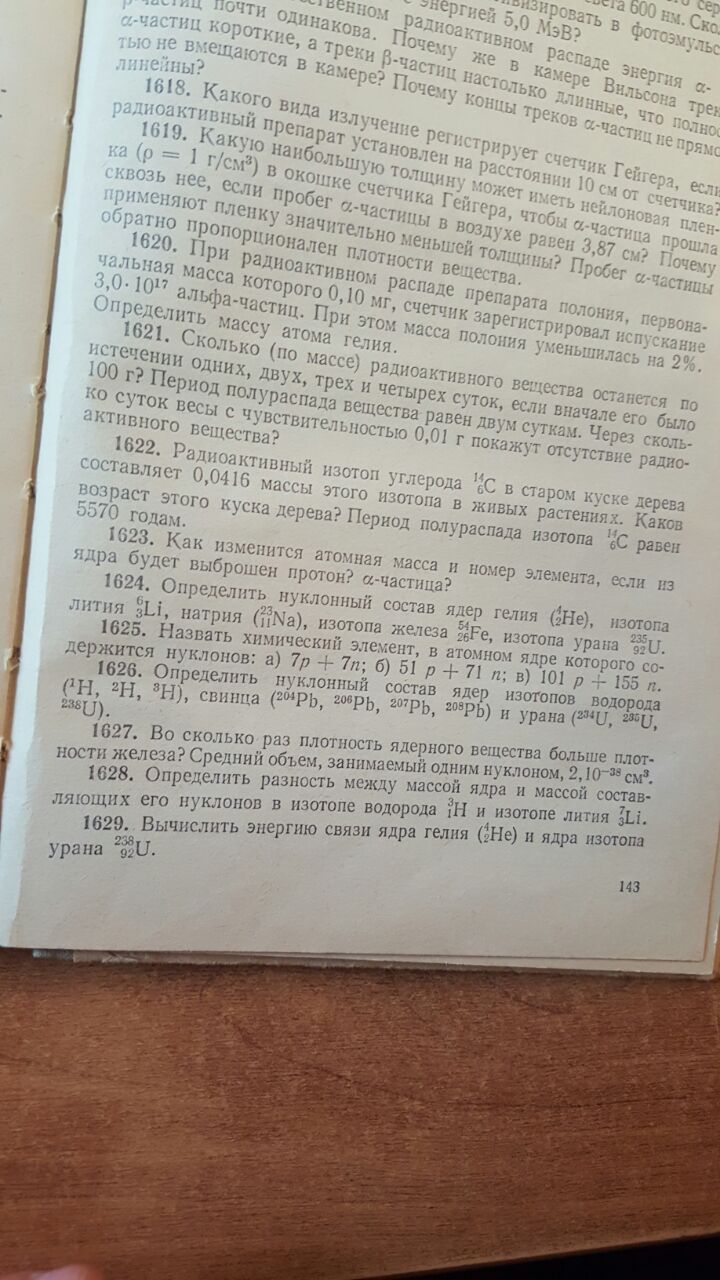 света 600 нм.
энергией 5,0 МэВ?
радиоактивном распаде энергия α-
β-частиц почти одинакова. Почему же в камере Вильсона
α-частиц короткие, а треки β-частиц настолько длинные, что
тью не вмещаются в камере? Почему концы треков α-частиц не прямо
линейны?
1618. Какого вида излучение регистрирует счетчик Гейгера, если
радиоактивный препарат установлен на расстоянии 10 см от счетчика?
1619. Какую наибольшую толщину может иметь нейлоновая плен-
ка (ρ = 1 г/см³) в окошке счетчика Гейгера, чтобы α-частица прошла
сквозь нее, если пробег α-частицы в воздухе равен 3,87 см? Почему
применяют пленку значительно меньшей толщины? Пробег α-частицы
обратно пропорционален плотности вещества.
1620. При радиоактивном распаде препарата полония, первона-
чальная масса которого 0,10 мг, счетчик зарегистрировал испускание
3,0·10¹⁷ альфа-частиц. При этом масса полония уменьшилась на 2%.
Определить массу атома гелия.
1621. Сколько (по массе) радиоактивного вещества останется по
истечении одних, двух, трех и четырех суток, если вначале его было
100 г? Период полураспада вещества равен двум суткам. Через сколь-
ко суток весы с чувствительностью 0,01 г покажут отсутствие радио-
активного вещества?
1622. Радиоактивный изотоп углерода ¹⁴₆C в старом куске дерева
составляет 0,0416 массы этого изотопа в живых растениях. Каков
возраст этого куска дерева? Период полураспада изотопа ¹⁴₆C равен
5570 годам.
1623. Как изменится атомная масса и номер элемента, если из
ядра будет выброшен протон? α-частица?
1624. Определить нуклонный состав ядер гелия (⁴₂He), изотопа
лития ⁶₃Li, натрия (²³₁₁Na), изотопа железа ⁵⁴₂₆Fe, изотопа урана ²³⁵₉₂U.
1625. Назвать химический элемент, в атомном ядре которого со-
держится нуклонов: а) 7p + 7n; б) 51 p + 71 n; в) 101 p + 155 n.
1626. Определить нуклонный состав ядер изотопов водорода
(¹H, ²H, ³H), свинца (²⁰⁴Pb, ²⁰⁶Pb, ²⁰⁷Pb, ²⁰⁸Pb) и урана (²³⁴U, ²³⁵U,
²³⁸U).
1627. Во сколько раз плотность ядерного вещества больше плот-
ности железа? Средний объем, занимаемый одним нуклоном, 2,10⁻³⁸ см³.
1628. Определить разность между массой ядра и массой состав-
ляющих его нуклонов в изотопе водорода ³₁H и изотопе лития ⁷₃Li.
1629. Вычислить энергию связи ядра гелия (⁴₂He) и ядра изотопа
урана ²³⁸₉₂U.
143